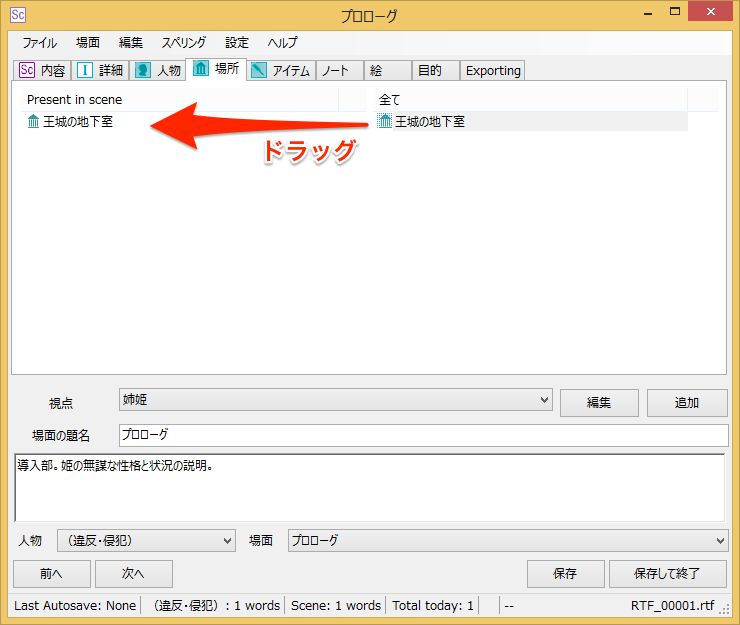 Sc プロローグ
ファイル 場面 編集 スペリング 設定 ヘルプ
Sc 内容 I 詳細 人物 場所 アイテム ノート 絵 目的 Exporting
Present in scene 全て
王城の地下室 王城の地下室
ドラッグ
視点 姉姫 編集 追加
場面の題名 プロローグ
導入部。姫の無謀な性格と状況の説明。
人物 （違反・侵犯） 場面 プロローグ
前へ 次へ 保存 保存して終了
Last Autosave: None （違反・侵犯）: 1 words Scene: 1 words Total today: 1 -- RTF_00001.rtf